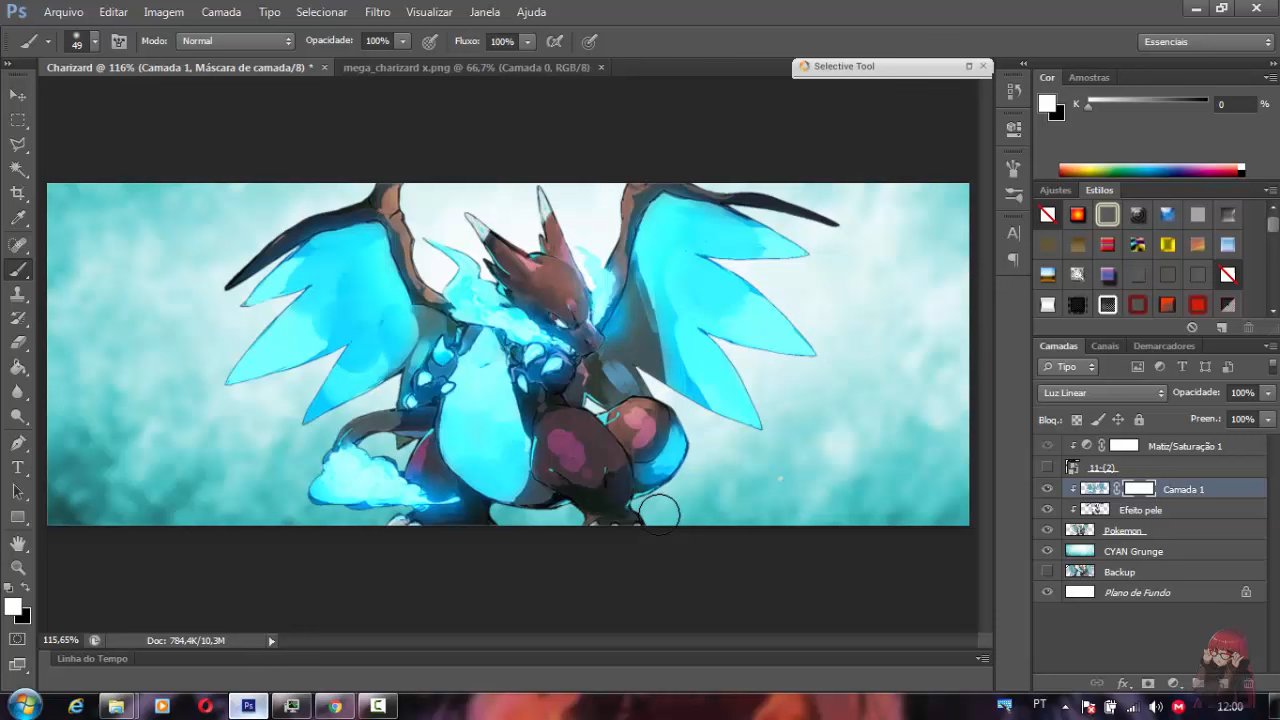 Ps Arquivo Editar Imagem Camada Tipo Selecionar Filtro Visualizar Janela Ajuda
49 Modo: Normal Opacidade: 100% Fluxo: 100% Essenciais
Charizard @ 116% (Camada 1, Máscara de camada/8) * × mega_charizard x.png @ 66,7% (Camada 0, RGB/8) ×
Selective Tool
Cor Amostras
K 0 %
Ajustes Estilos
Camadas Canais Demarcadores
Tipo
Luz Linear Opacidade: 100%
Bloq.: Preen.: 100%
Matiz/Saturação 1
11-(2)
Camada 1
Efeito pele
Pokemon
CYAN Grunge
Backup
Plano de Fundo
fx
115,65% Doc: 784,4K/10,3M
Linha do Tempo
PT 12:00